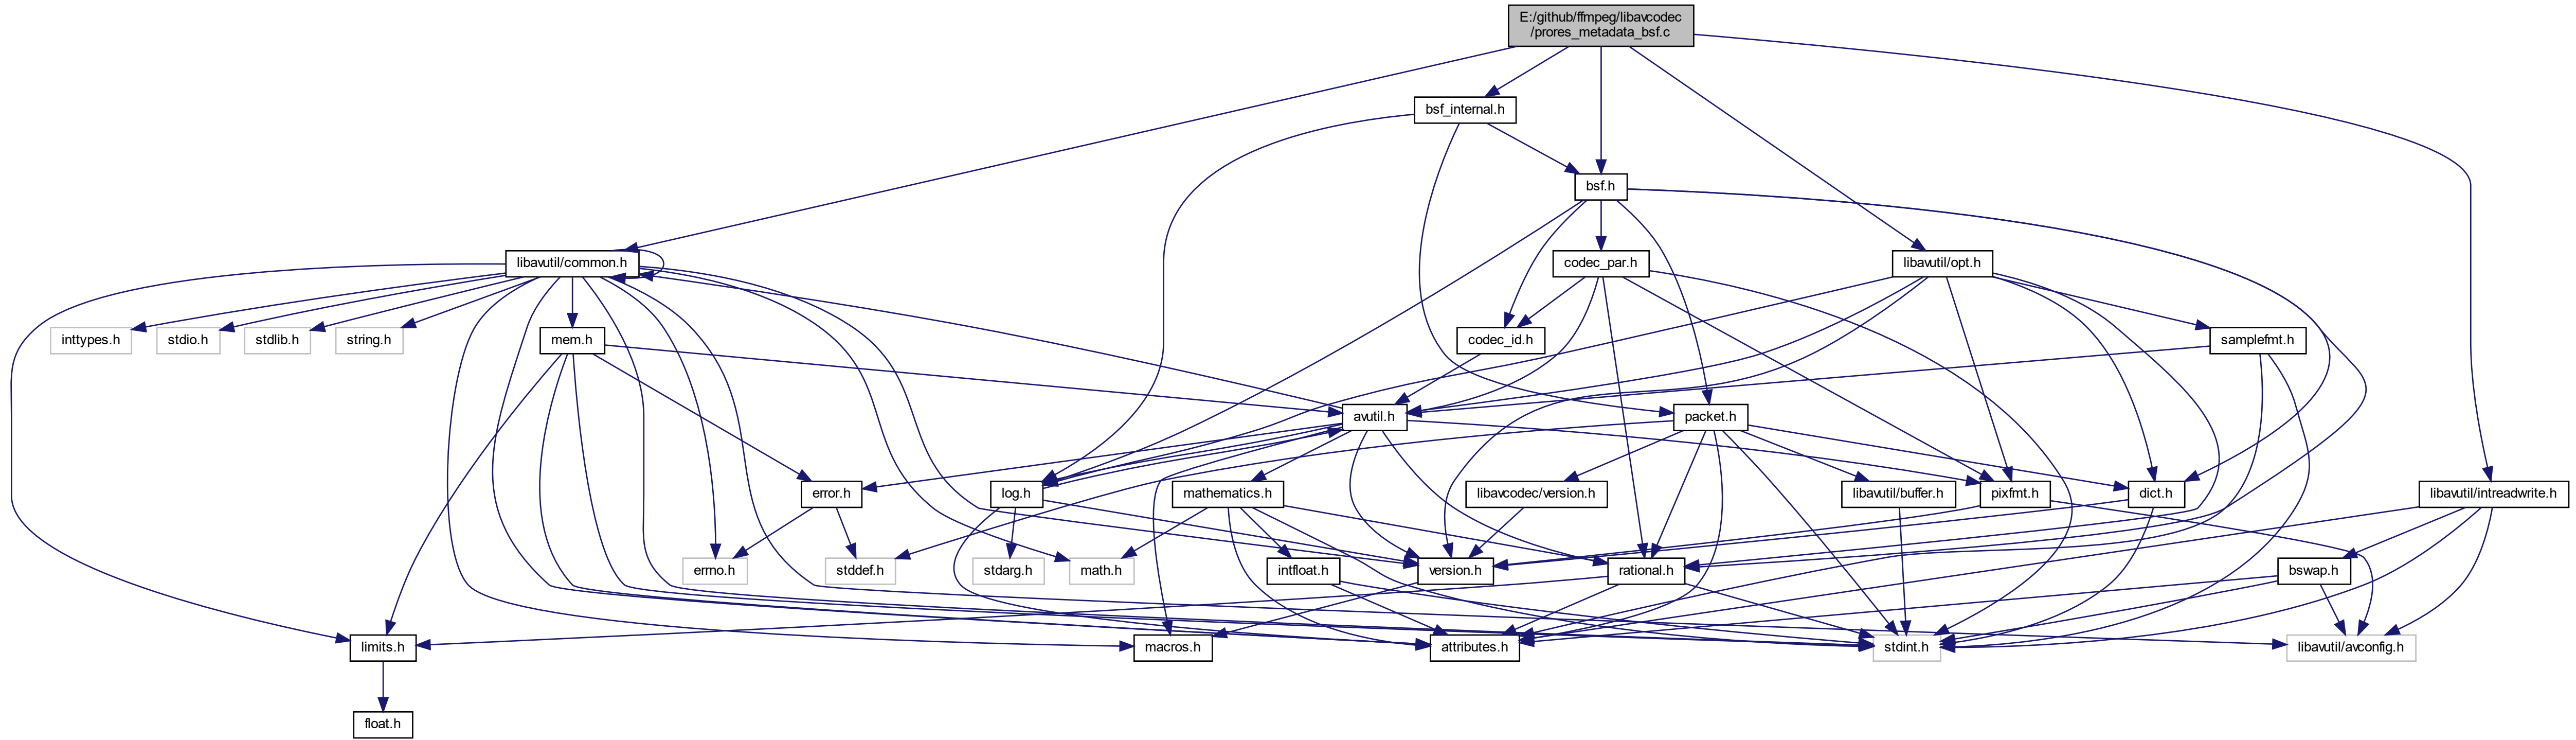 E:/github/ffmpeg/libavcodec
/prores_metadata_bsf.c
bsf_internal.h
bsf.h
libavutil/common.h
codec_par.h
libavutil/opt.h
inttypes.h
stdio.h
stdlib.h
string.h
mem.h
codec_id.h
samplefmt.h
avutil.h
packet.h
error.h
log.h
mathematics.h
libavcodec/version.h
libavutil/buffer.h
pixfmt.h
dict.h
libavutil/intreadwrite.h
errno.h
stddef.h
stdarg.h
math.h
version.h
intfloat.h
rational.h
bswap.h
limits.h
macros.h
attributes.h
stdint.h
libavutil/avconfig.h
float.h